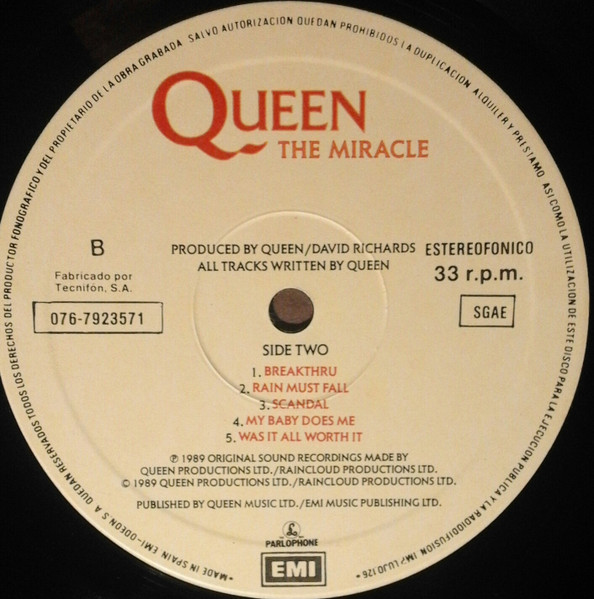 QUEDAN RESERVADOS TODOS LOS DERECHOS DEL PRODUCTOR FONOGRAFICO Y DEL PROPIETARIO DE LA OBRA GRABADA. SALVO AUTORIZACION QUEDAN PROHIBIDOS LA DUPLICACION ALQUILER Y PRESTAMO ASI COMO LA UTILIZACION DE ESTE DISCO PARA LA EJECUCION PUBLICA Y LA RADIODIFUSION
QUEEN
THE MIRACLE
B
PRODUCED BY QUEEN/DAVID RICHARDS
ALL TRACKS WRITTEN BY QUEEN
ESTEREOFONICO
33 r.p.m.
Fabricado por
Tecnifón, S.A.
076-7923571
SGAE
SIDE TWO
1. BREAKTHRU
2. RAIN MUST FALL
3. SCANDAL
4. MY BABY DOES ME
5. WAS IT ALL WORTH IT
℗ 1989 ORIGINAL SOUND RECORDINGS MADE BY
QUEEN PRODUCTIONS LTD./RAINCLOUD PRODUCTIONS LTD.
© 1989 QUEEN PRODUCTIONS LTD./RAINCLOUD PRODUCTIONS LTD.
PUBLISHED BY QUEEN MUSIC LTD./EMI MUSIC PUBLISHING LTD.
PARLOPHONE
EMI
• MADE IN SPAIN EMI-ODEON, S.A.